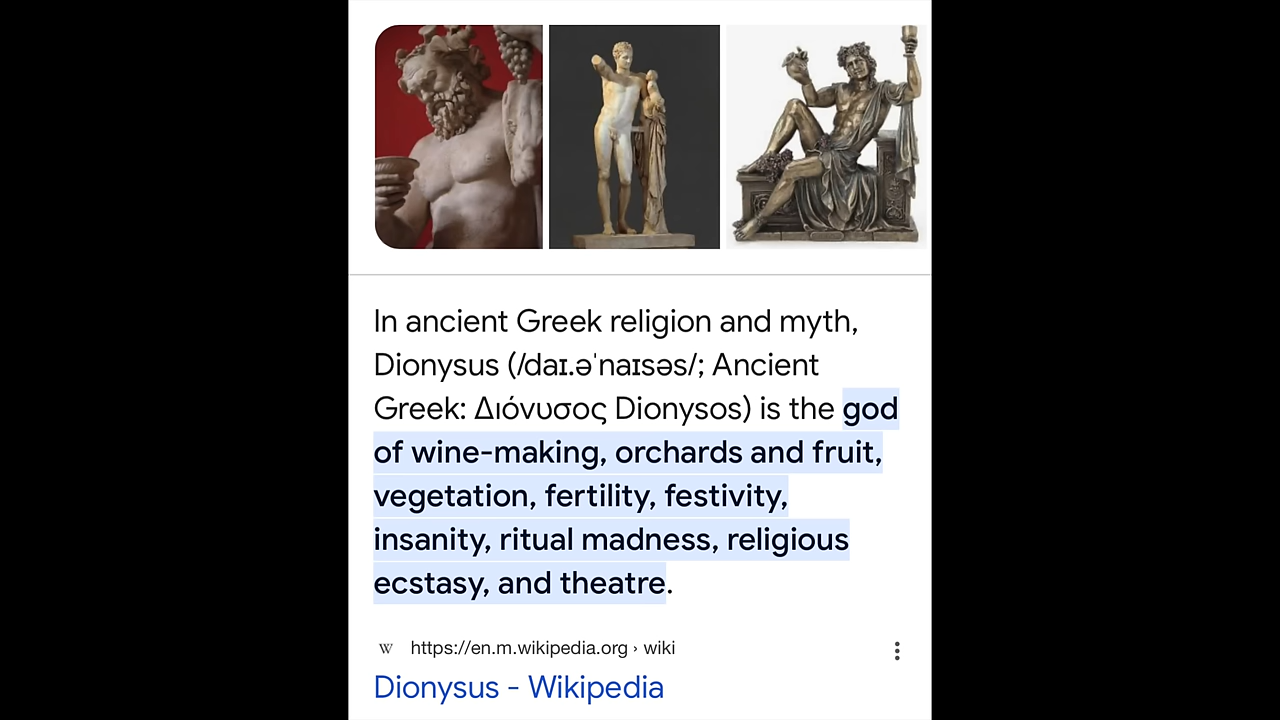 In ancient Greek religion and myth,
Dionysus (/daɪ.əˈnaɪsəs/; Ancient
Greek: Διόνυσος Dionysos) is the god
of wine-making, orchards and fruit,
vegetation, fertility, festivity,
insanity, ritual madness, religious
ecstasy, and theatre.
W https://en.m.wikipedia.org › wiki
Dionysus - Wikipedia